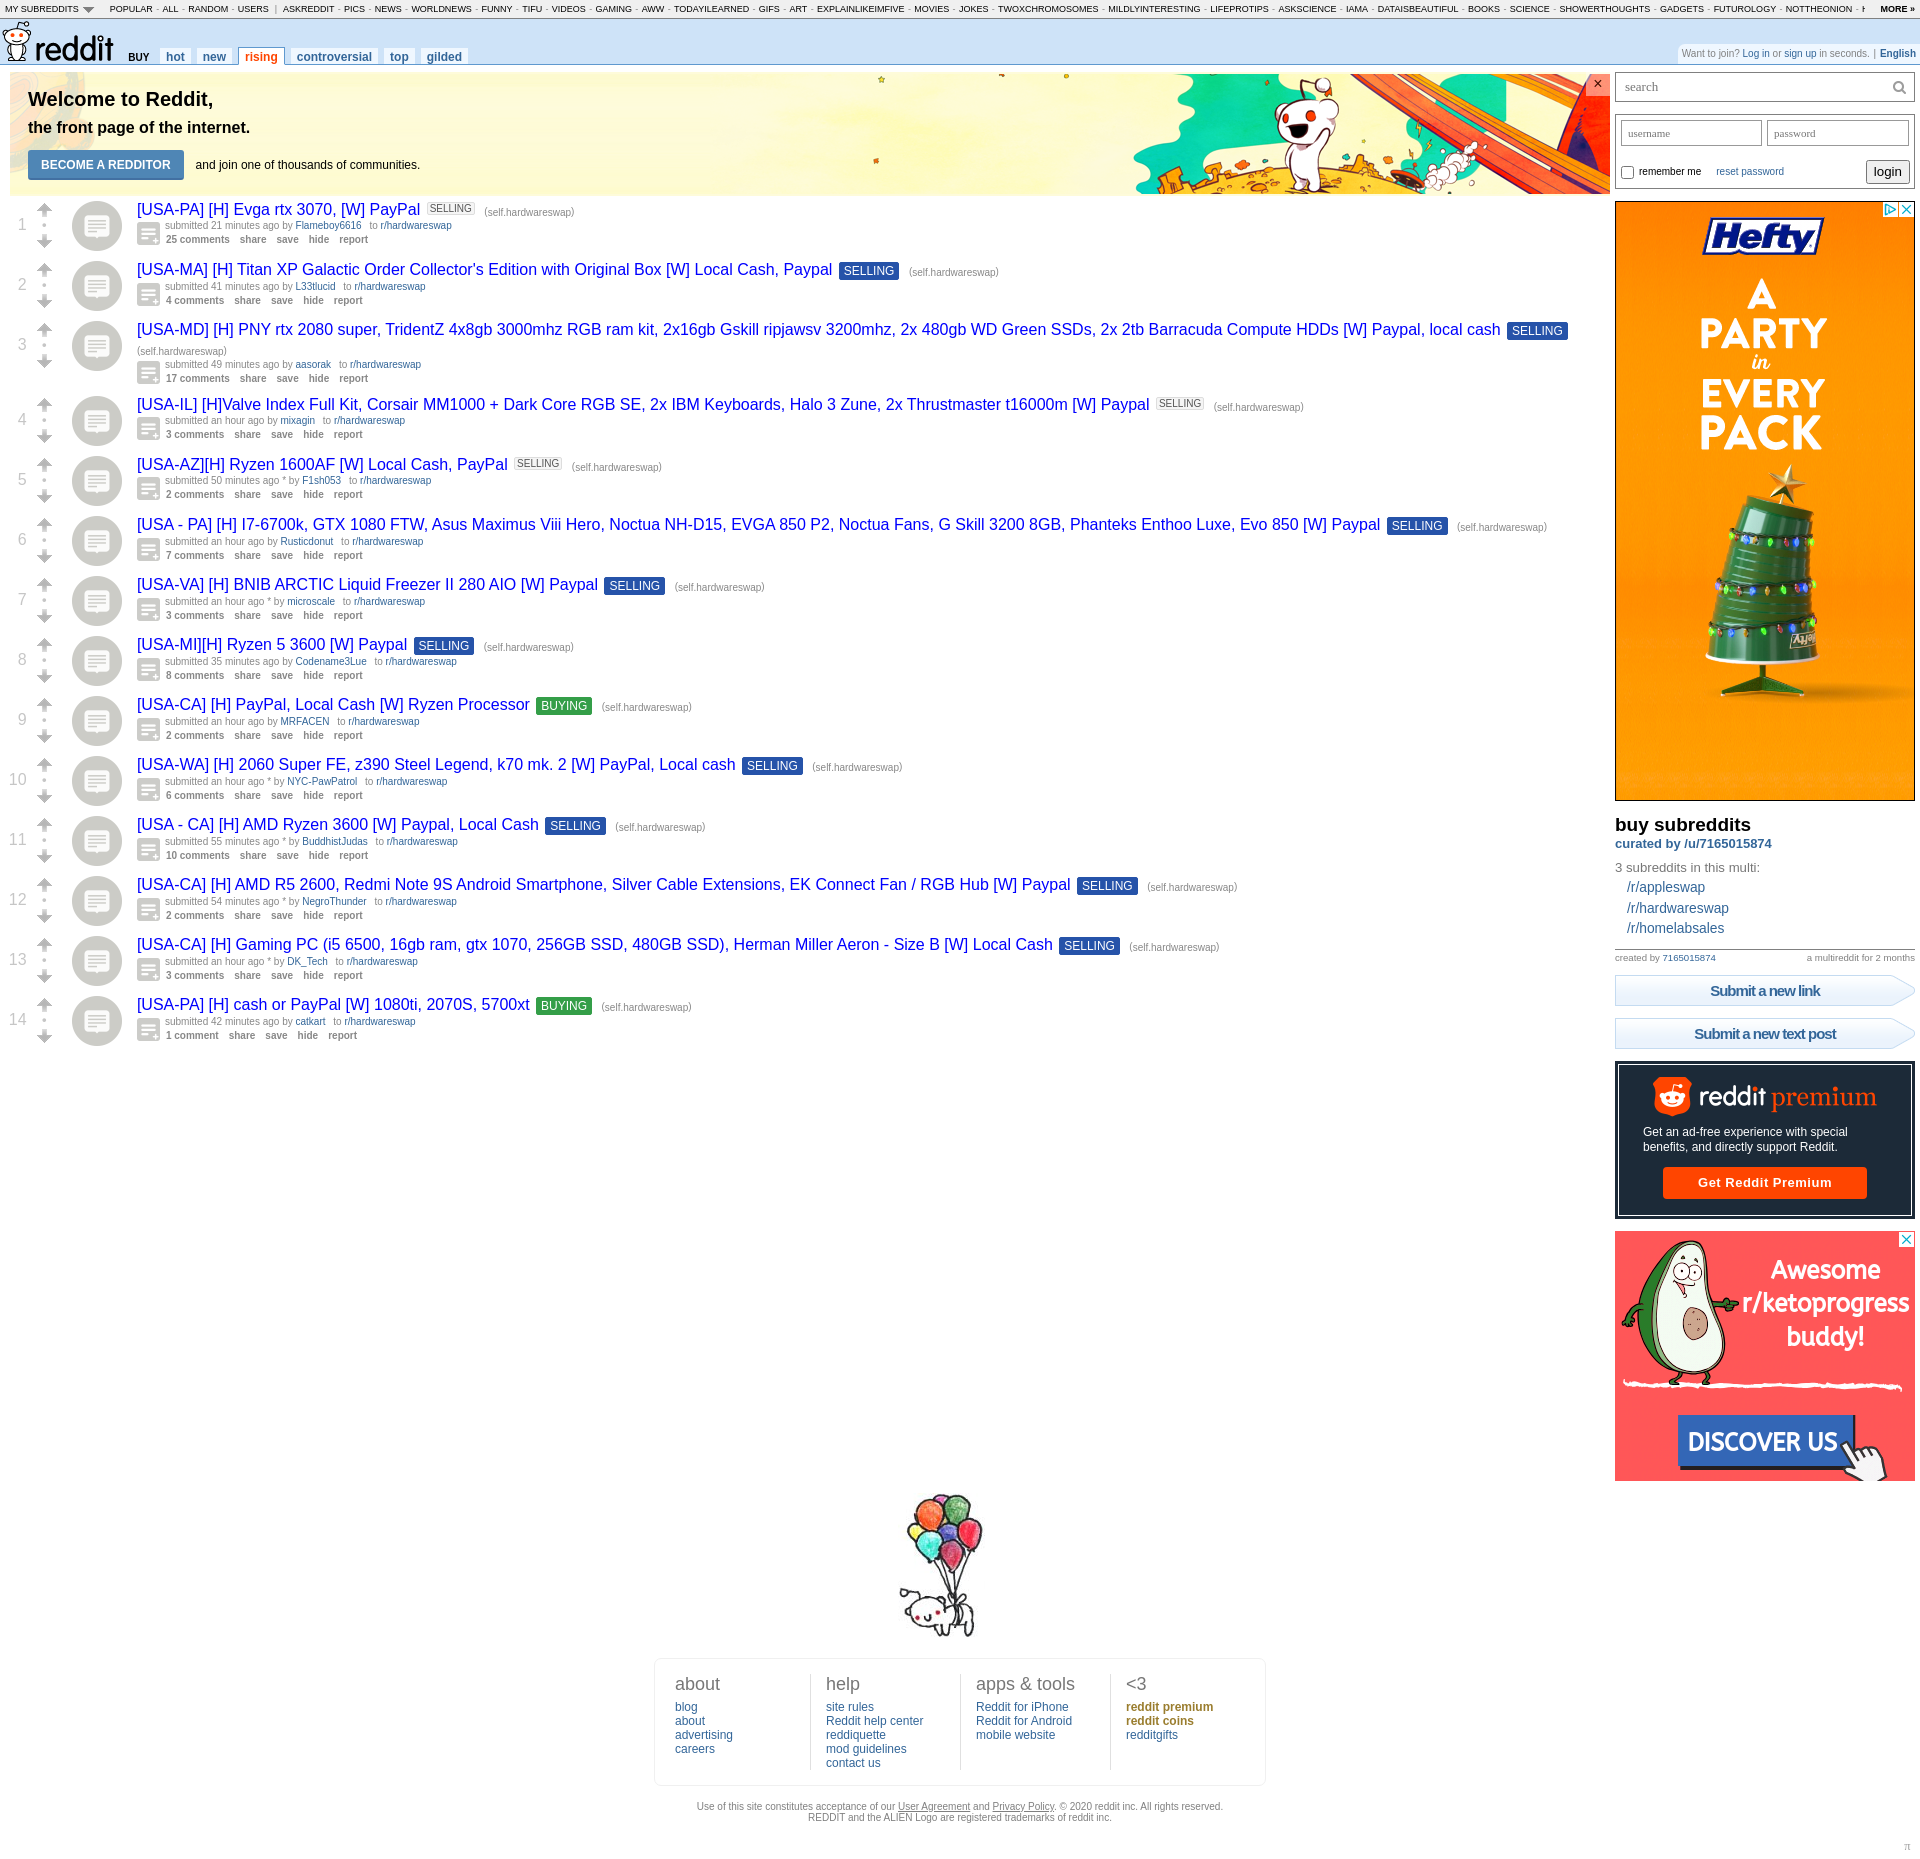 MY SUBREDDITS POPULAR - ALL - RANDOM - USERS | ASKREDDIT - PICS - NEWS - WORLDNEWS - FUNNY - TIFU - VIDEOS - GAMING - AWW - TODAYILEARNED - GIFS - ART - EXPLAINLIKEIMFIVE - MOVIES - JOKES - TWOXCHROMOSOMES - MILDLYINTERESTING - LIFEPROTIPS - ASKSCIENCE - IAMA - DATAISBEAUTIFUL - BOOKS - SCIENCE - SHOWERTHOUGHTS - GADGETS - FUTUROLOGY - NOTTHEONION - MORE »
reddit BUY hot new rising controversial top gilded
Want to join? Log in or sign up in seconds. | English
Welcome to Reddit,
the front page of the internet.
BECOME A REDDITOR and join one of thousands of communities.
×
1
[USA-PA] [H] Evga rtx 3070, [W] PayPal SELLING (self.hardwareswap)
submitted 21 minutes ago by Flameboy6616 to r/hardwareswap
25 comments share save hide report
2
[USA-MA] [H] Titan XP Galactic Order Collector's Edition with Original Box [W] Local Cash, Paypal SELLING (self.hardwareswap)
submitted 41 minutes ago by L33tlucid to r/hardwareswap
4 comments share save hide report
3
[USA-MD] [H] PNY rtx 2080 super, TridentZ 4x8gb 3000mhz RGB ram kit, 2x16gb Gskill ripjawsv 3200mhz, 2x 480gb WD Green SSDs, 2x 2tb Barracuda Compute HDDs [W] Paypal, local cash SELLING
(self.hardwareswap)
submitted 49 minutes ago by aasorak to r/hardwareswap
17 comments share save hide report
4
[USA-IL] [H]Valve Index Full Kit, Corsair MM1000 + Dark Core RGB SE, 2x IBM Keyboards, Halo 3 Zune, 2x Thrustmaster t16000m [W] Paypal SELLING (self.hardwareswap)
submitted an hour ago by mixagin to r/hardwareswap
3 comments share save hide report
5
[USA-AZ][H] Ryzen 1600AF [W] Local Cash, PayPal SELLING (self.hardwareswap)
submitted 50 minutes ago * by F1sh053 to r/hardwareswap
2 comments share save hide report
6
[USA - PA] [H] I7-6700k, GTX 1080 FTW, Asus Maximus Viii Hero, Noctua NH-D15, EVGA 850 P2, Noctua Fans, G Skill 3200 8GB, Phanteks Enthoo Luxe, Evo 850 [W] Paypal SELLING (self.hardwareswap)
submitted an hour ago by Rusticdonut to r/hardwareswap
7 comments share save hide report
7
[USA-VA] [H] BNIB ARCTIC Liquid Freezer II 280 AIO [W] Paypal SELLING (self.hardwareswap)
submitted an hour ago * by microscale to r/hardwareswap
3 comments share save hide report
8
[USA-MI][H] Ryzen 5 3600 [W] Paypal SELLING (self.hardwareswap)
submitted 35 minutes ago by Codename3Lue to r/hardwareswap
8 comments share save hide report
9
[USA-CA] [H] PayPal, Local Cash [W] Ryzen Processor BUYING (self.hardwareswap)
submitted an hour ago by MRFACEN to r/hardwareswap
2 comments share save hide report
10
[USA-WA] [H] 2060 Super FE, z390 Steel Legend, k70 mk. 2 [W] PayPal, Local cash SELLING (self.hardwareswap)
submitted an hour ago * by NYC-PawPatrol to r/hardwareswap
6 comments share save hide report
11
[USA - CA] [H] AMD Ryzen 3600 [W] Paypal, Local Cash SELLING (self.hardwareswap)
submitted 55 minutes ago * by BuddhistJudas to r/hardwareswap
10 comments share save hide report
12
[USA-CA] [H] AMD R5 2600, Redmi Note 9S Android Smartphone, Silver Cable Extensions, EK Connect Fan / RGB Hub [W] Paypal SELLING (self.hardwareswap)
submitted 54 minutes ago * by NegroThunder to r/hardwareswap
2 comments share save hide report
13
[USA-CA] [H] Gaming PC (i5 6500, 16gb ram, gtx 1070, 256GB SSD, 480GB SSD), Herman Miller Aeron - Size B [W] Local Cash SELLING (self.hardwareswap)
submitted an hour ago * by DK_Tech to r/hardwareswap
3 comments share save hide report
14
[USA-PA] [H] cash or PayPal [W] 1080ti, 2070S, 5700xt BUYING (self.hardwareswap)
submitted 42 minutes ago by catkart to r/hardwareswap
1 comment share save hide report
search
username password
remember me reset password login
Hefty
A
PARTY
in
EVERY
PACK
Hefty
buy subreddits
curated by /u/7165015874
3 subreddits in this multi:
/r/appleswap
/r/hardwareswap
/r/homelabsales
created by 7165015874 a multireddit for 2 months
Submit a new link
Submit a new text post
reddit premium
Get an ad-free experience with special
benefits, and directly support Reddit.
Get Reddit Premium
Awesome
r/ketoprogress
buddy!
DISCOVER US
about
blog
about
advertising
careers
help
site rules
Reddit help center
reddiquette
mod guidelines
contact us
apps & tools
Reddit for iPhone
Reddit for Android
mobile website
<3
reddit premium
reddit coins
redditgifts
Use of this site constitutes acceptance of our User Agreement and Privacy Policy. © 2020 reddit inc. All rights reserved.
REDDIT and the ALIEN Logo are registered trademarks of reddit inc.
π